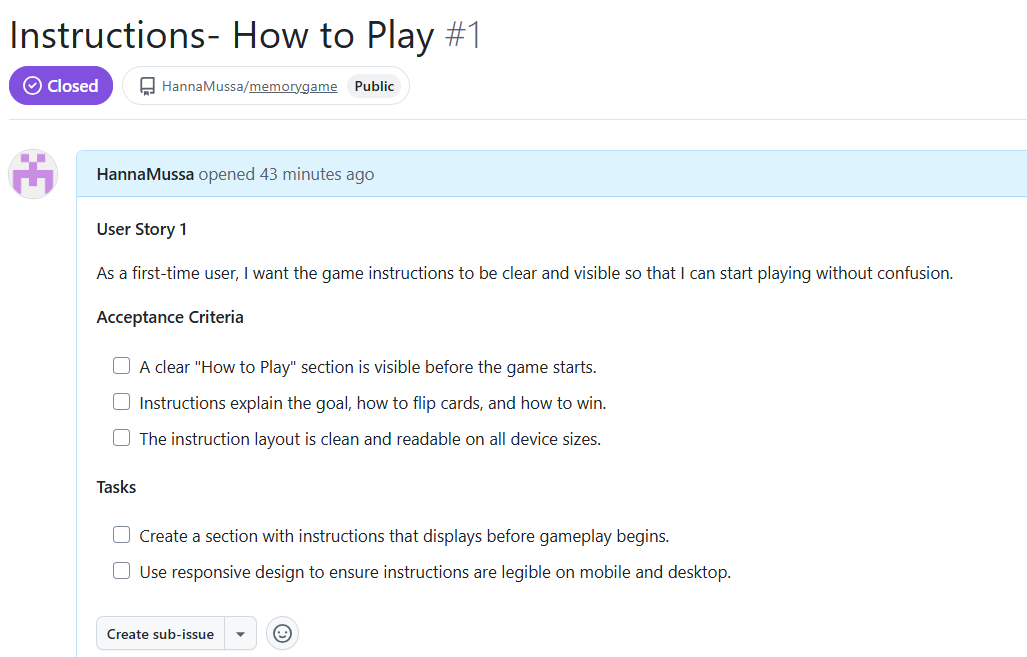 Instructions- How to Play #1
Closed
HannaMussa/memorygame Public
HannaMussa opened 43 minutes ago
User Story 1
As a first-time user, I want the game instructions to be clear and visible so that I can start playing without confusion.
Acceptance Criteria
A clear "How to Play" section is visible before the game starts.
Instructions explain the goal, how to flip cards, and how to win.
The instruction layout is clean and readable on all device sizes.
Tasks
Create a section with instructions that displays before gameplay begins.
Use responsive design to ensure instructions are legible on mobile and desktop.
Create sub-issue